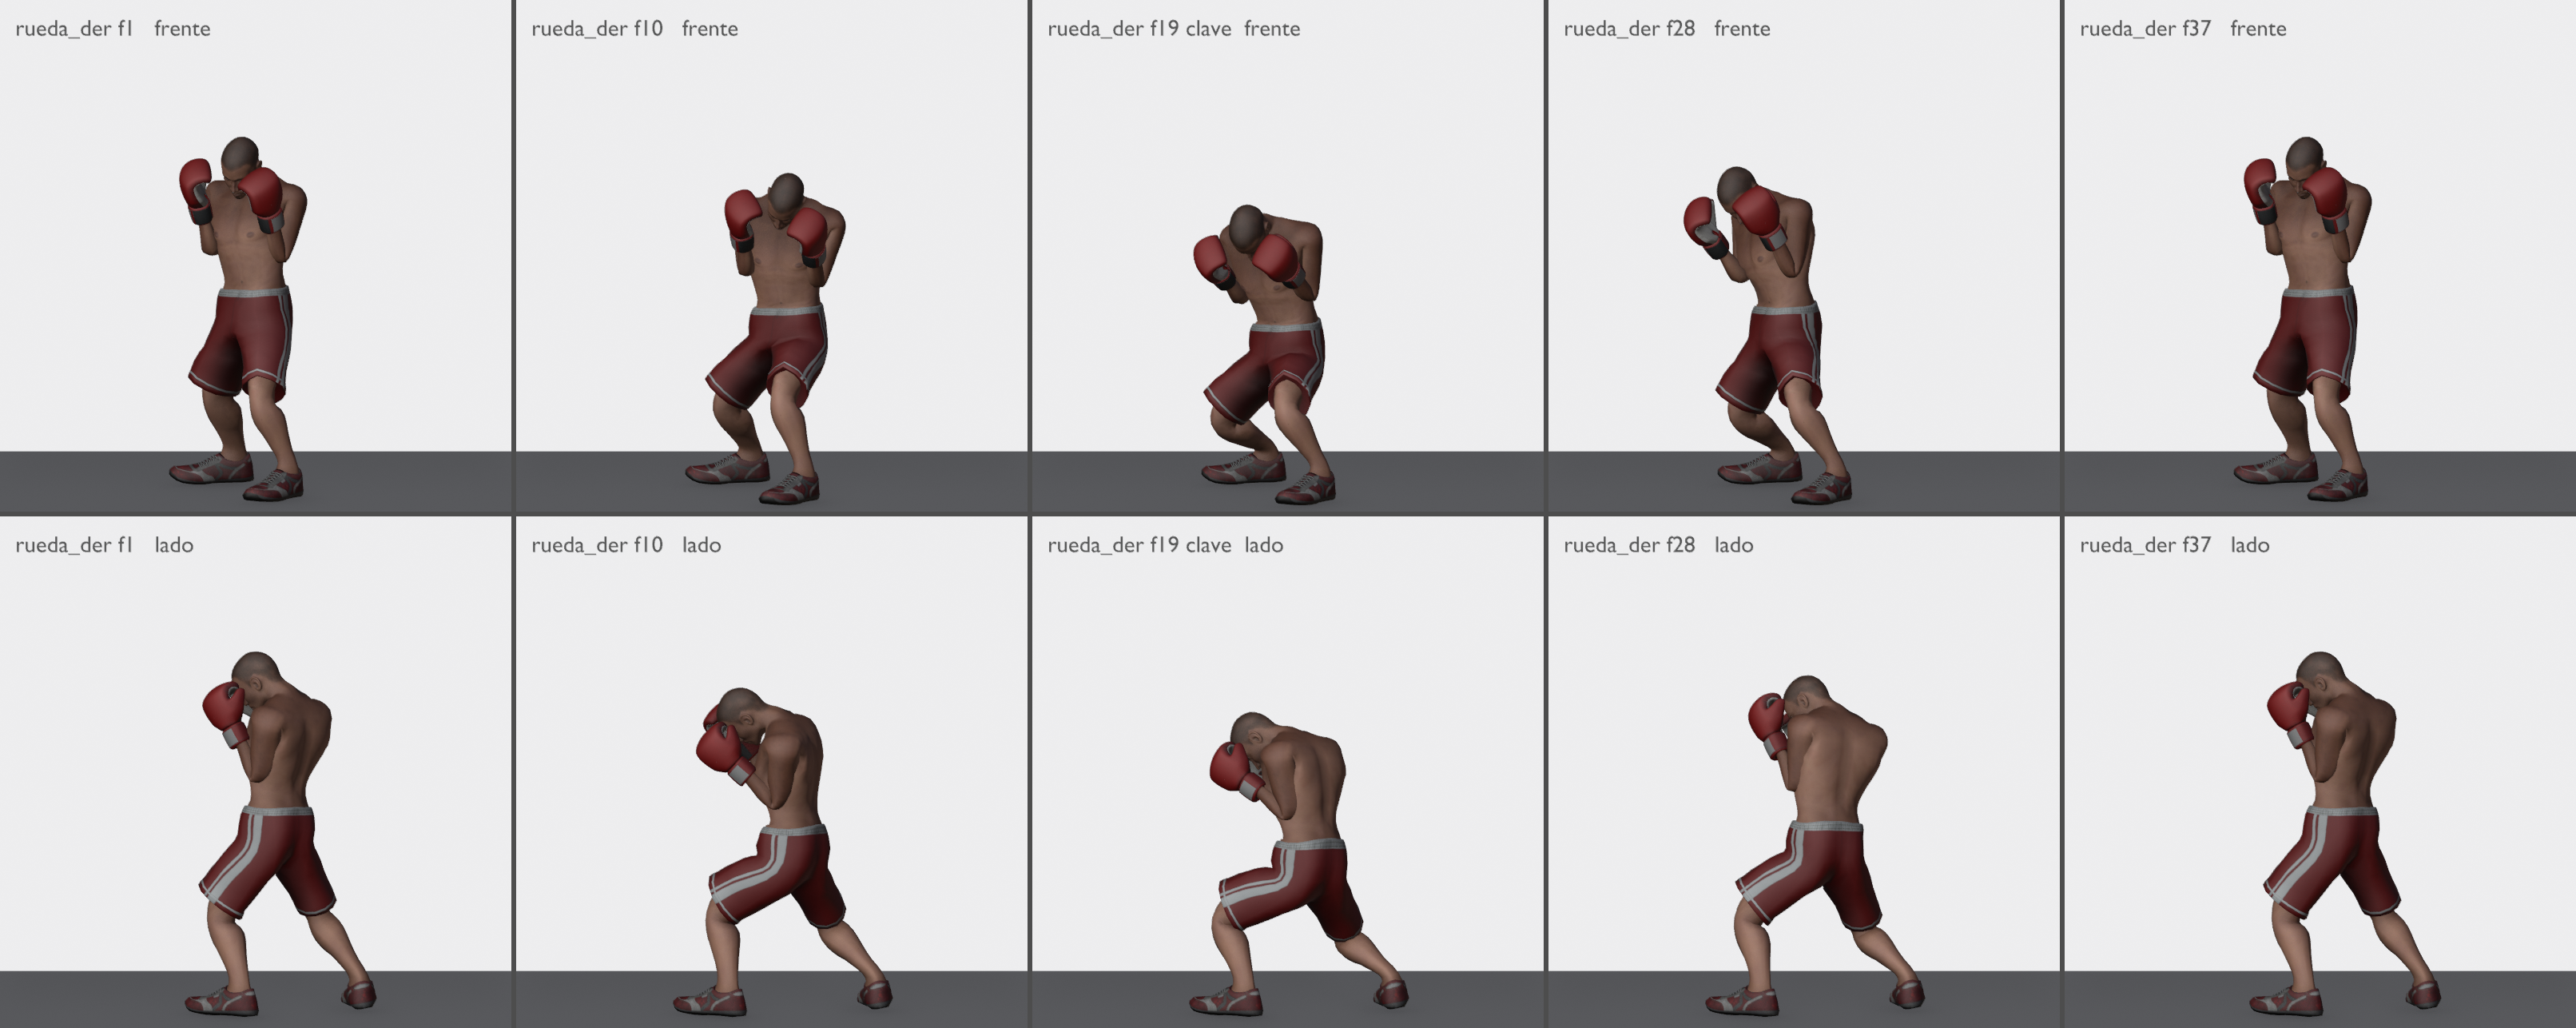 rueda_der f1 frente
rueda_der f10 frente
rueda_der f19 clave frente
rueda_der f28 frente
rueda_der f37 frente
rueda_der f1 lado
rueda_der f10 lado
rueda_der f19 clave lado
rueda_der f28 lado
rueda_der f37 lado